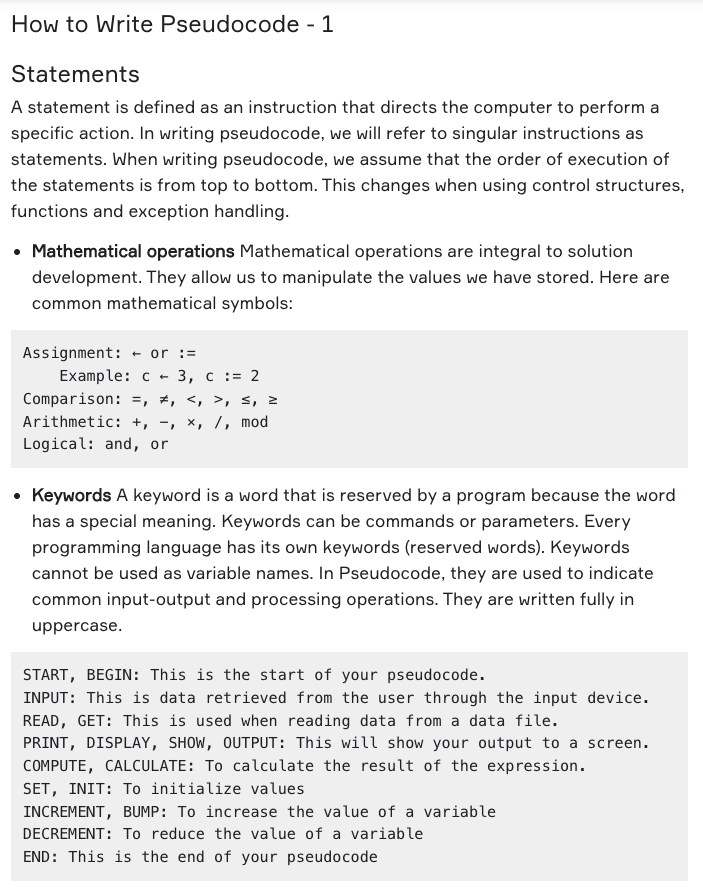 How to Write Pseudocode - 1
Statements
A statement is defined as an instruction that directs the computer to perform a
specific action. In writing pseudocode, we will refer to singular instructions as
statements. When writing pseudocode, we assume that the order of execution of
the statements is from top to bottom. This changes when using control structures,
functions and exception handling.
• Mathematical operations Mathematical operations are integral to solution
development. They allow us to manipulate the values we have stored. Here are
common mathematical symbols:
Assignment: ← or :=
    Example: c ← 3, c := 2
Comparison: =, ≠, <, >, ≤, ≥
Arithmetic: +, −, ×, /, mod
Logical: and, or
• Keywords A keyword is a word that is reserved by a program because the word
has a special meaning. Keywords can be commands or parameters. Every
programming language has its own keywords (reserved words). Keywords
cannot be used as variable names. In Pseudocode, they are used to indicate
common input-output and processing operations. They are written fully in
uppercase.
START, BEGIN: This is the start of your pseudocode.
INPUT: This is data retrieved from the user through the input device.
READ, GET: This is used when reading data from a data file.
PRINT, DISPLAY, SHOW, OUTPUT: This will show your output to a screen.
COMPUTE, CALCULATE: To calculate the result of the expression.
SET, INIT: To initialize values
INCREMENT, BUMP: To increase the value of a variable
DECREMENT: To reduce the value of a variable
END: This is the end of your pseudocode